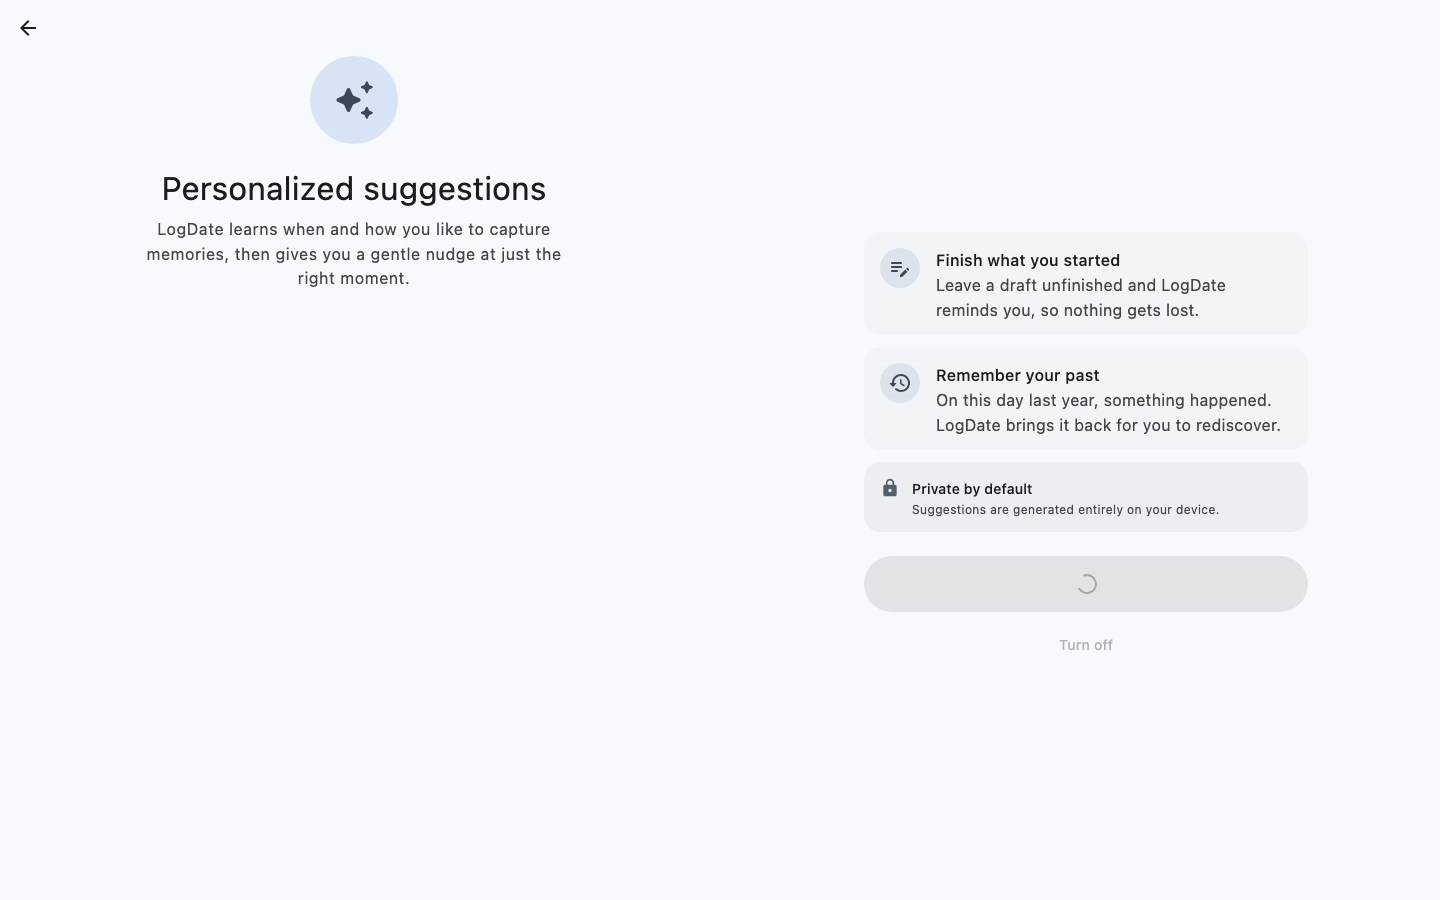 Personalized suggestions
LogDate learns when and how you like to capture
memories, then gives you a gentle nudge at just the
right moment.
Finish what you started
Leave a draft unfinished and LogDate
reminds you, so nothing gets lost.
Remember your past
On this day last year, something happened.
LogDate brings it back for you to rediscover.
Private by default
Suggestions are generated entirely on your device.
Turn off